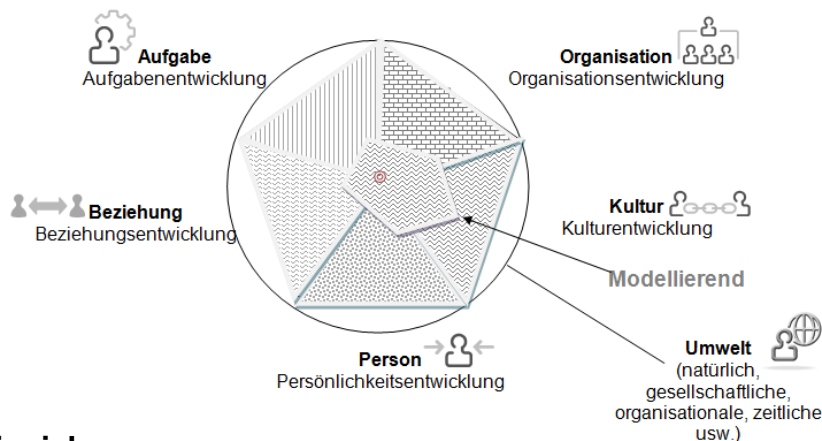 Aufgabe
Aufgabenentwicklung
Organisation
Organisationsentwicklung
Beziehung
Beziehungsentwicklung
Kultur
Kulturentwicklung
Modellierend
Person
Persönlichkeitsentwicklung
Umwelt
(natürlich,
gesellschaftliche,
organisationale, zeitliche
usw.)